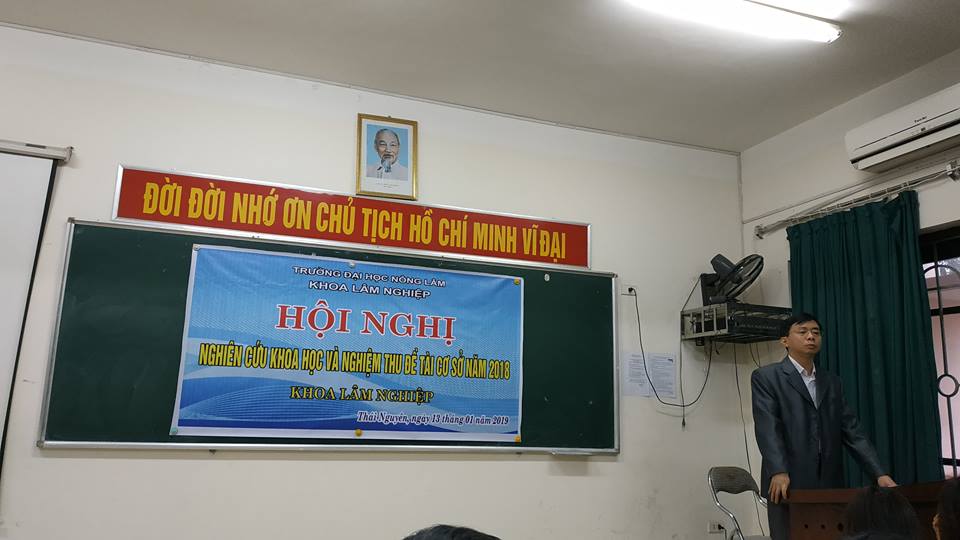 ĐỜI ĐỜI NHỚ ƠN CHỦ TỊCH HỒ CHÍ MINH VĨ ĐẠI
TRƯỜNG ĐẠI HỌC NÔNG LÂM
KHOA LÂM NGHIỆP
HỘI NGHỊ
NGHIÊN CỨU KHOA HỌC VÀ NGHIỆM THU ĐỀ TÀI CƠ SỞ NĂM 2018
KHOA LÂM NGHIỆP
Thái Nguyên, ngày 13 tháng 01 năm 2019